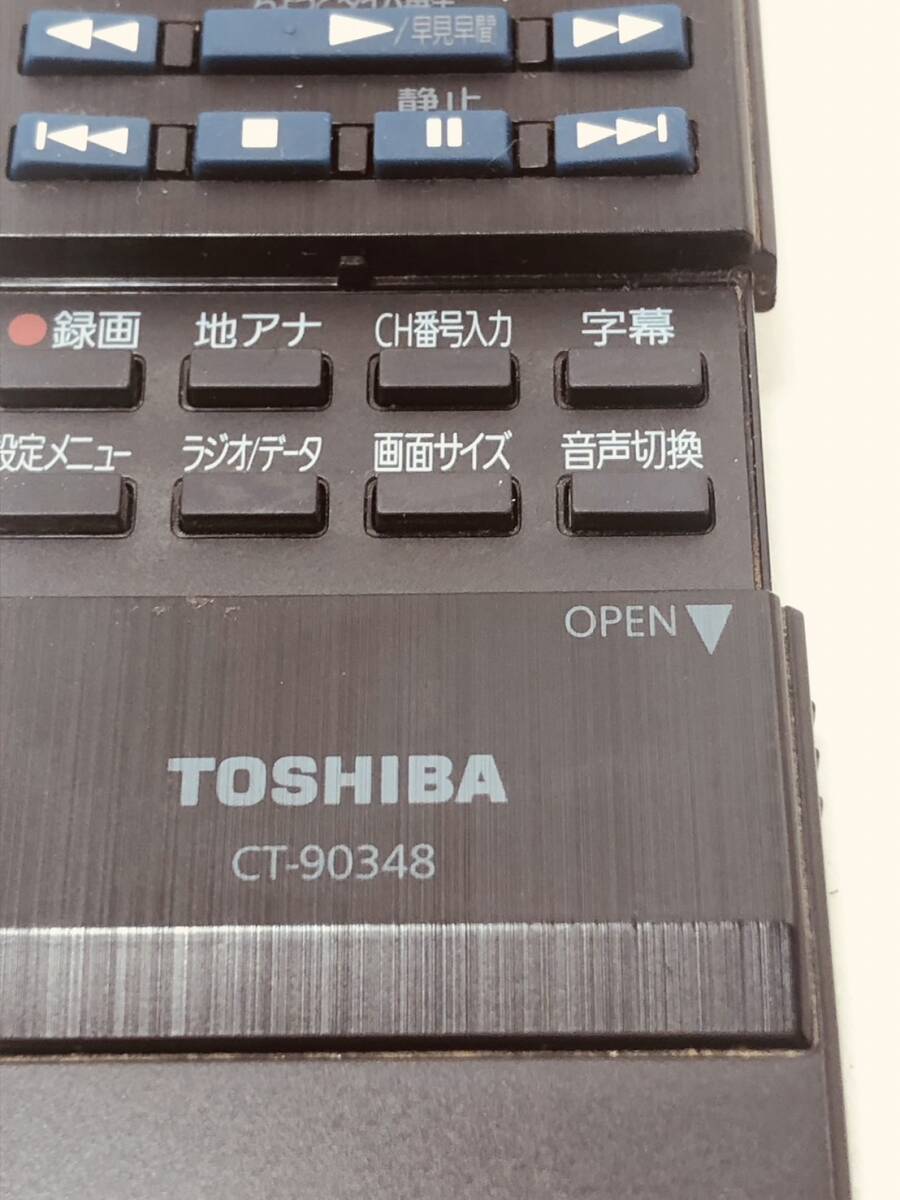 /早見早聞
静止
録画 地アナ CH番号入力 字幕
設定メニュー ラジオ/データ 画面サイズ 音声切換
OPEN
TOSHIBA
CT-90348